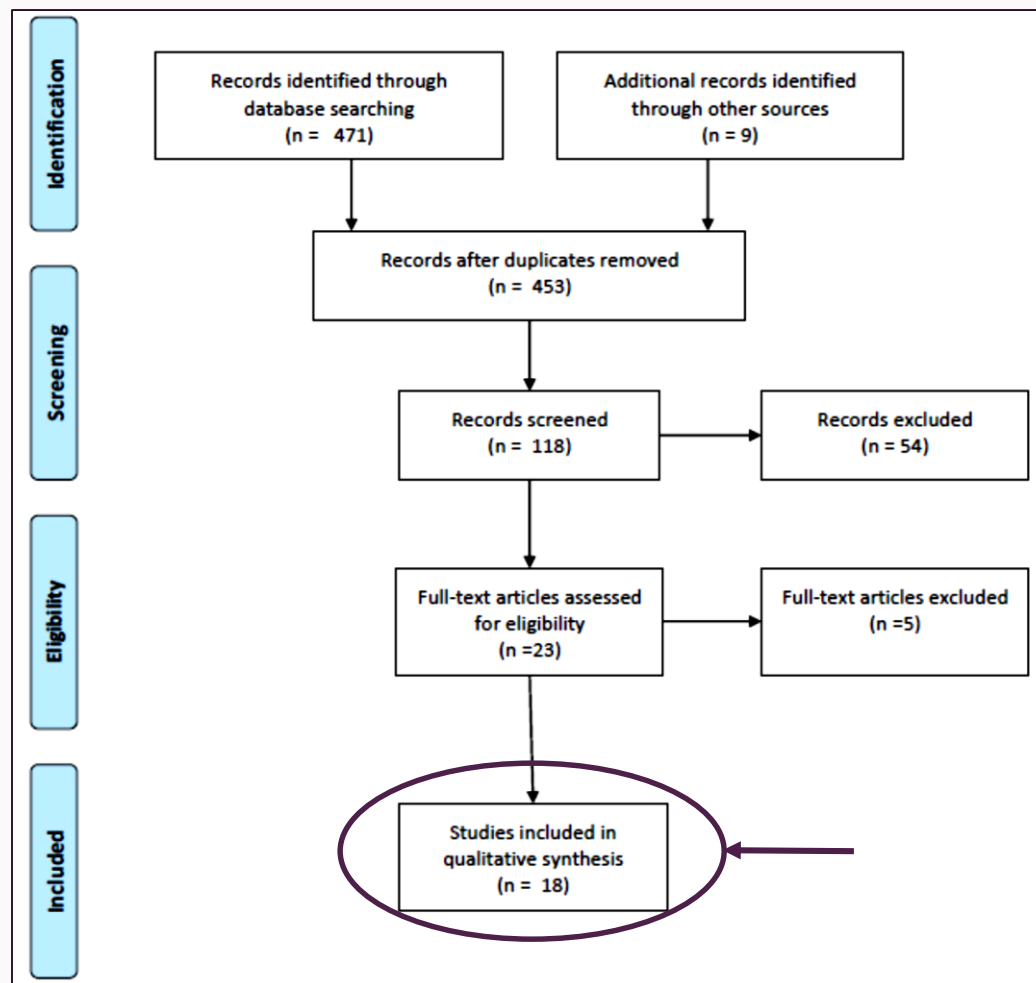 Identification
Records identified through
database searching
(n =   471)
Additional records identified
through other sources
(n = 9)
Screening
Records after duplicates removed
(n =  453)
Records screened
(n =  118)
Records excluded
(n = 54)
Eligibility
Full-text articles assessed
for eligibility
(n =23)
Full-text articles excluded
(n =5)
Included
Studies included in
qualitative synthesis
(n =  18)